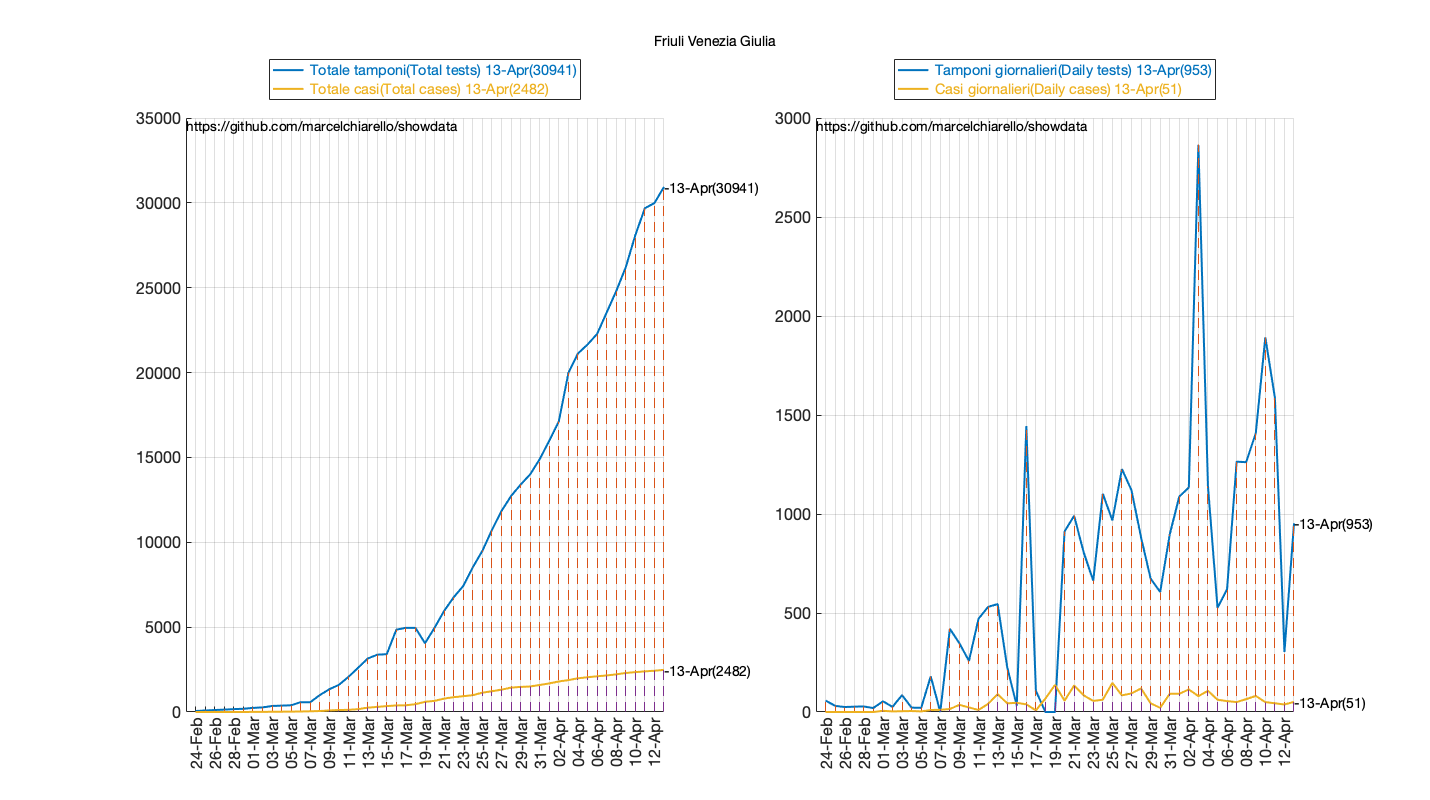 Friuli Venezia Giulia
Totale tamponi(Total tests) 13-Apr(30941)
Totale casi(Total cases) 13-Apr(2482)
https://github.com/marcelchiarello/showdata
35000
30000
25000
20000
15000
10000
5000
0
-13-Apr(30941)
-13-Apr(2482)
24-Feb
26-Feb
28-Feb
01-Mar
03-Mar
05-Mar
07-Mar
09-Mar
11-Mar
13-Mar
15-Mar
17-Mar
19-Mar
21-Mar
23-Mar
25-Mar
27-Mar
29-Mar
31-Mar
02-Apr
04-Apr
06-Apr
08-Apr
10-Apr
12-Apr
Tamponi giornalieri(Daily tests) 13-Apr(953)
Casi giornalieri(Daily cases) 13-Apr(51)
https://github.com/marcelchiarello/showdata
3000
2500
2000
1500
1000
500
0
-13-Apr(953)
-13-Apr(51)
24-Feb
26-Feb
28-Feb
01-Mar
03-Mar
05-Mar
07-Mar
09-Mar
11-Mar
13-Mar
15-Mar
17-Mar
19-Mar
21-Mar
23-Mar
25-Mar
27-Mar
29-Mar
31-Mar
02-Apr
04-Apr
06-Apr
08-Apr
10-Apr
12-Apr